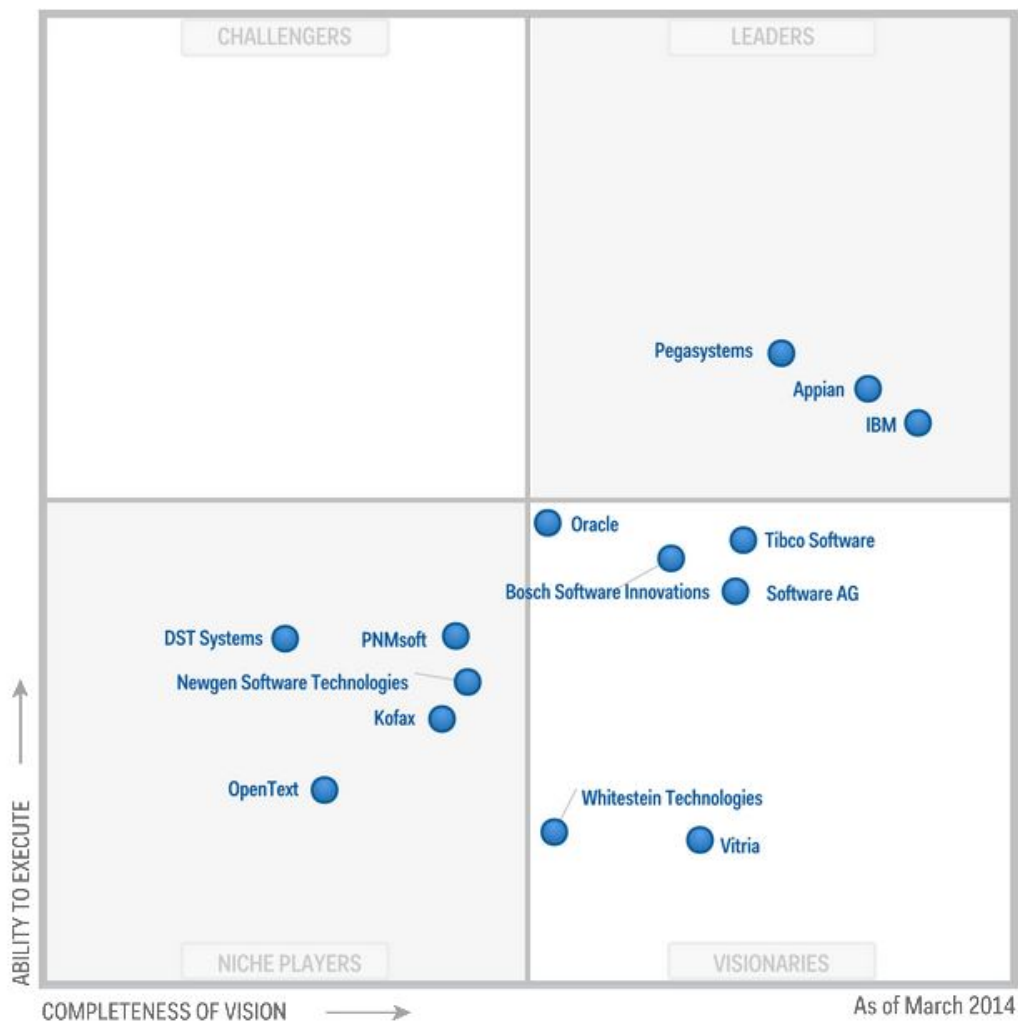 CHALLENGERS
LEADERS
Pegasystems
Appian
IBM
Oracle
Tibco Software
Bosch Software Innovations
Software AG
DST Systems
PNMsoft
Newgen Software Technologies
Kofax
OpenText
Whitestein Technologies
Vitria
ABILITY TO EXECUTE
NICHE PLAYERS
VISIONARIES
COMPLETENESS OF VISION
As of March 2014